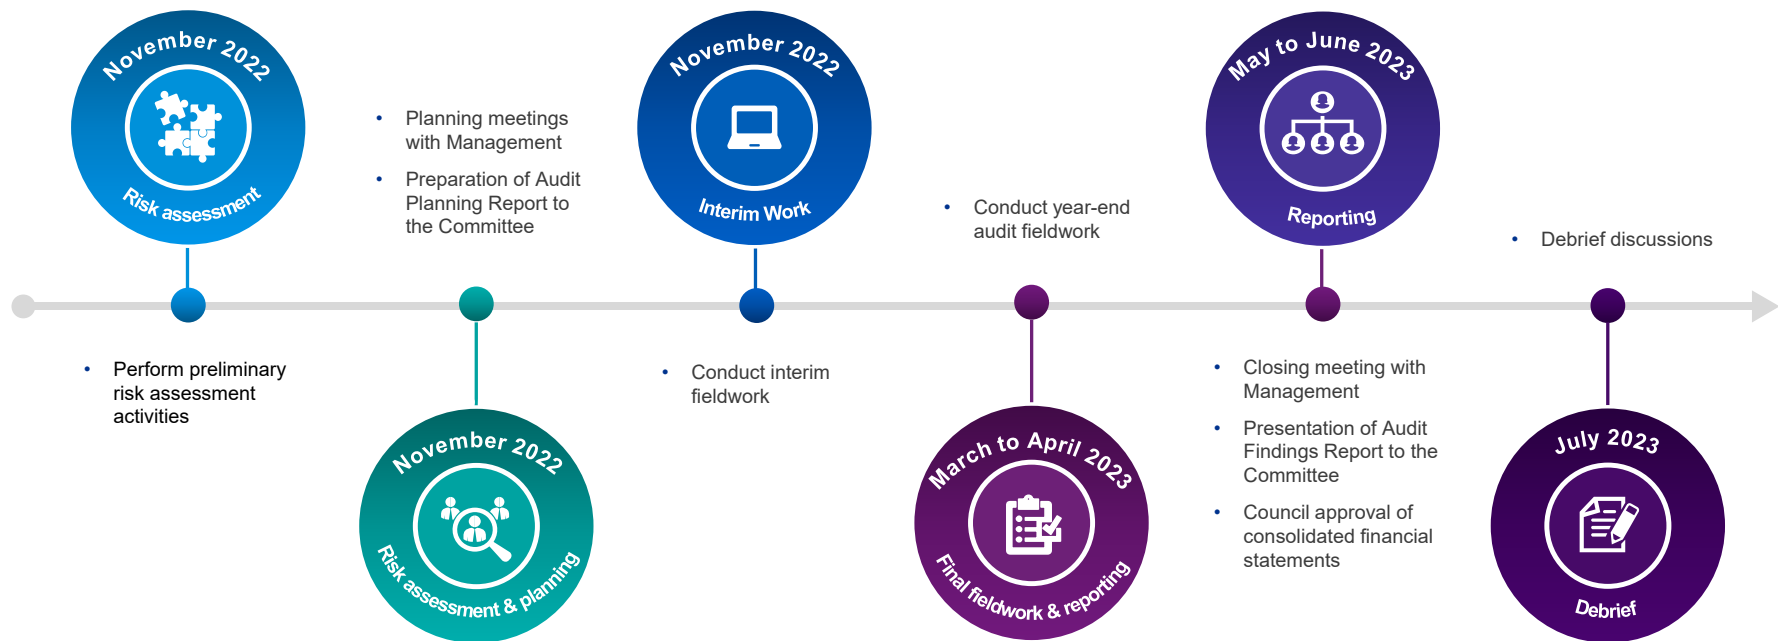 November 2022
Risk assessment
• Perform preliminary
risk assessment
activities
• Planning meetings
with Management
• Preparation of Audit
Planning Report to
the Committee
November 2022
Risk assessment & planning
November 2022
Interim Work
• Conduct interim
fieldwork
• Conduct year-end
audit fieldwork
March to April 2023
Final fieldwork & reporting
May to June 2023
Reporting
• Closing meeting with
Management
• Presentation of Audit
Findings Report to the
Committee
• Council approval of
consolidated financial
statements
• Debrief discussions
July 2023
Debrief